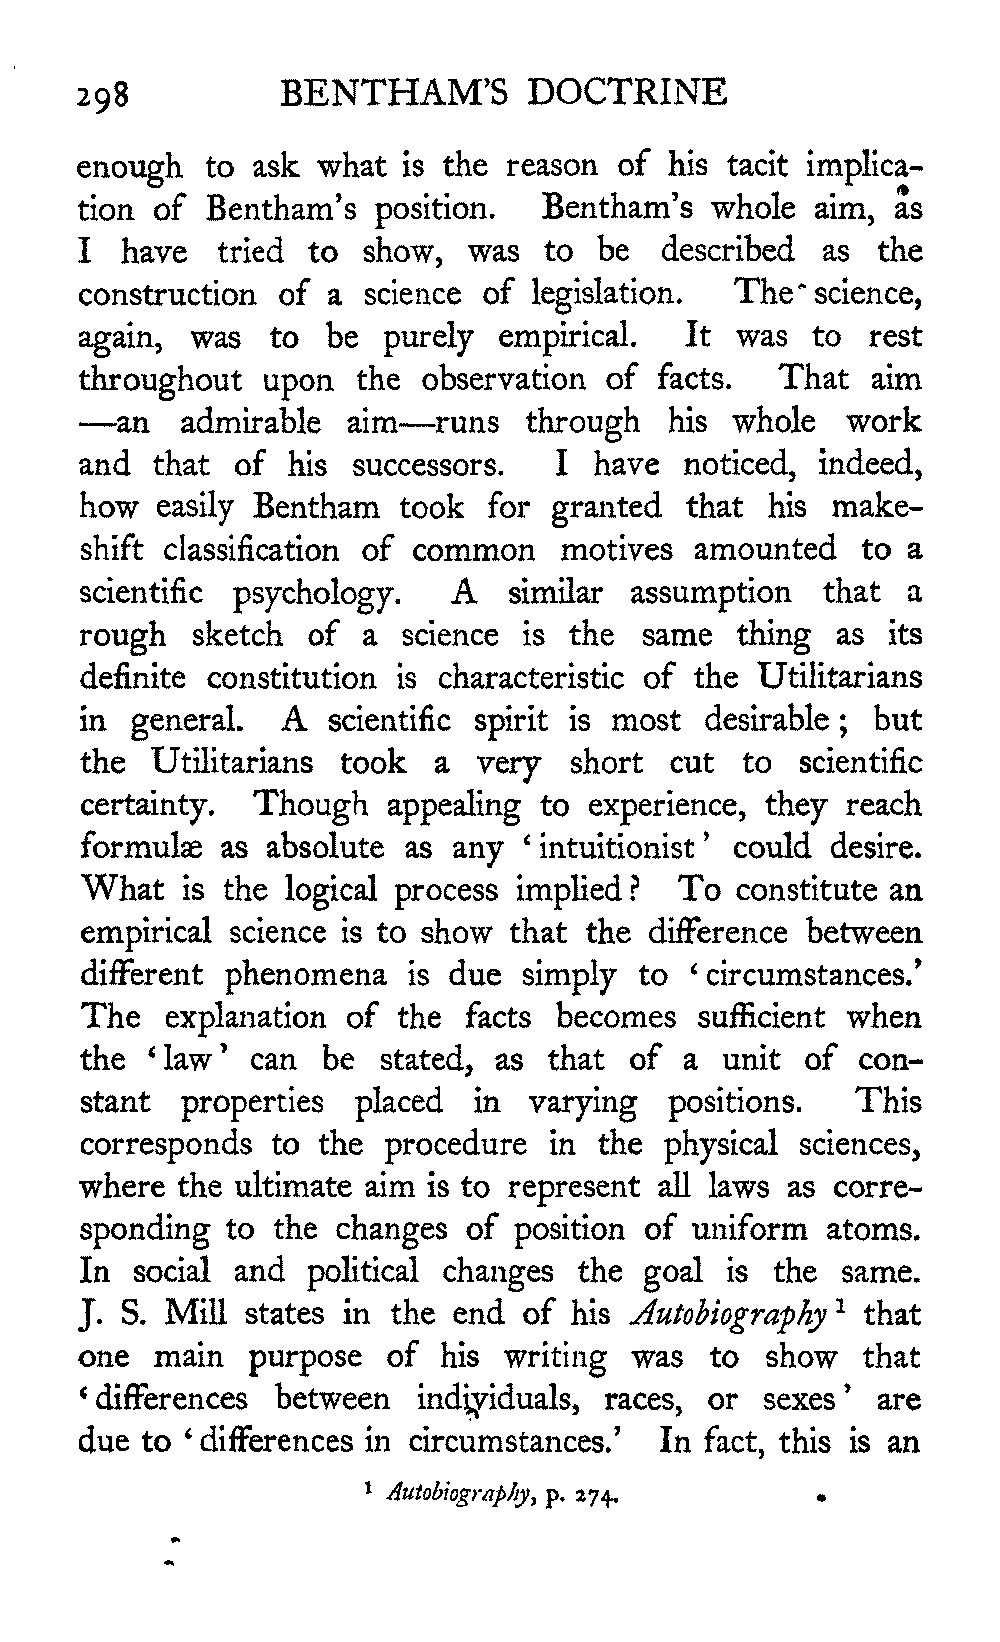 298 BENTHAM'S DOCTRINE
enough to ask what is the reason of his tacit implica-
tion of Bentham's position. Bentham's whole aim, as
I have tried to show, was to be described as the
construction of a science of legislation. The science,
again, was to be purely empirical. It was to rest
throughout upon the observation of facts. That aim
—an admirable aim—runs through his whole work
and that of his successors. I have noticed, indeed,
how easily Bentham took for granted that his make-
shift classification of common motives amounted to a
scientific psychology. A similar assumption that a
rough sketch of a science is the same thing as its
definite constitution is characteristic of the Utilitarians
in general. A scientific spirit is most desirable ; but
the Utilitarians took a very short cut to scientific
certainty. Though appealing to experience, they reach
formulæ as absolute as any ‘ intuitionist ’ could desire.
What is the logical process implied ? To constitute an
empirical science is to show that the difference between
different phenomena is due simply to ‘ circumstances.’
The explanation of the facts becomes sufficient when
the ‘ law ’ can be stated, as that of a unit of con-
stant properties placed in varying positions. This
corresponds to the procedure in the physical sciences,
where the ultimate aim is to represent all laws as corre-
sponding to the changes of position of uniform atoms.
In social and political changes the goal is the same.
J. S. Mill states in the end of his Autobiography ¹ that
one main purpose of his writing was to show that
‘ differences between individuals, races, or sexes ’ are
due to ‘ differences in circumstances.’ In fact, this is an
¹ Autobiography, p. 274.